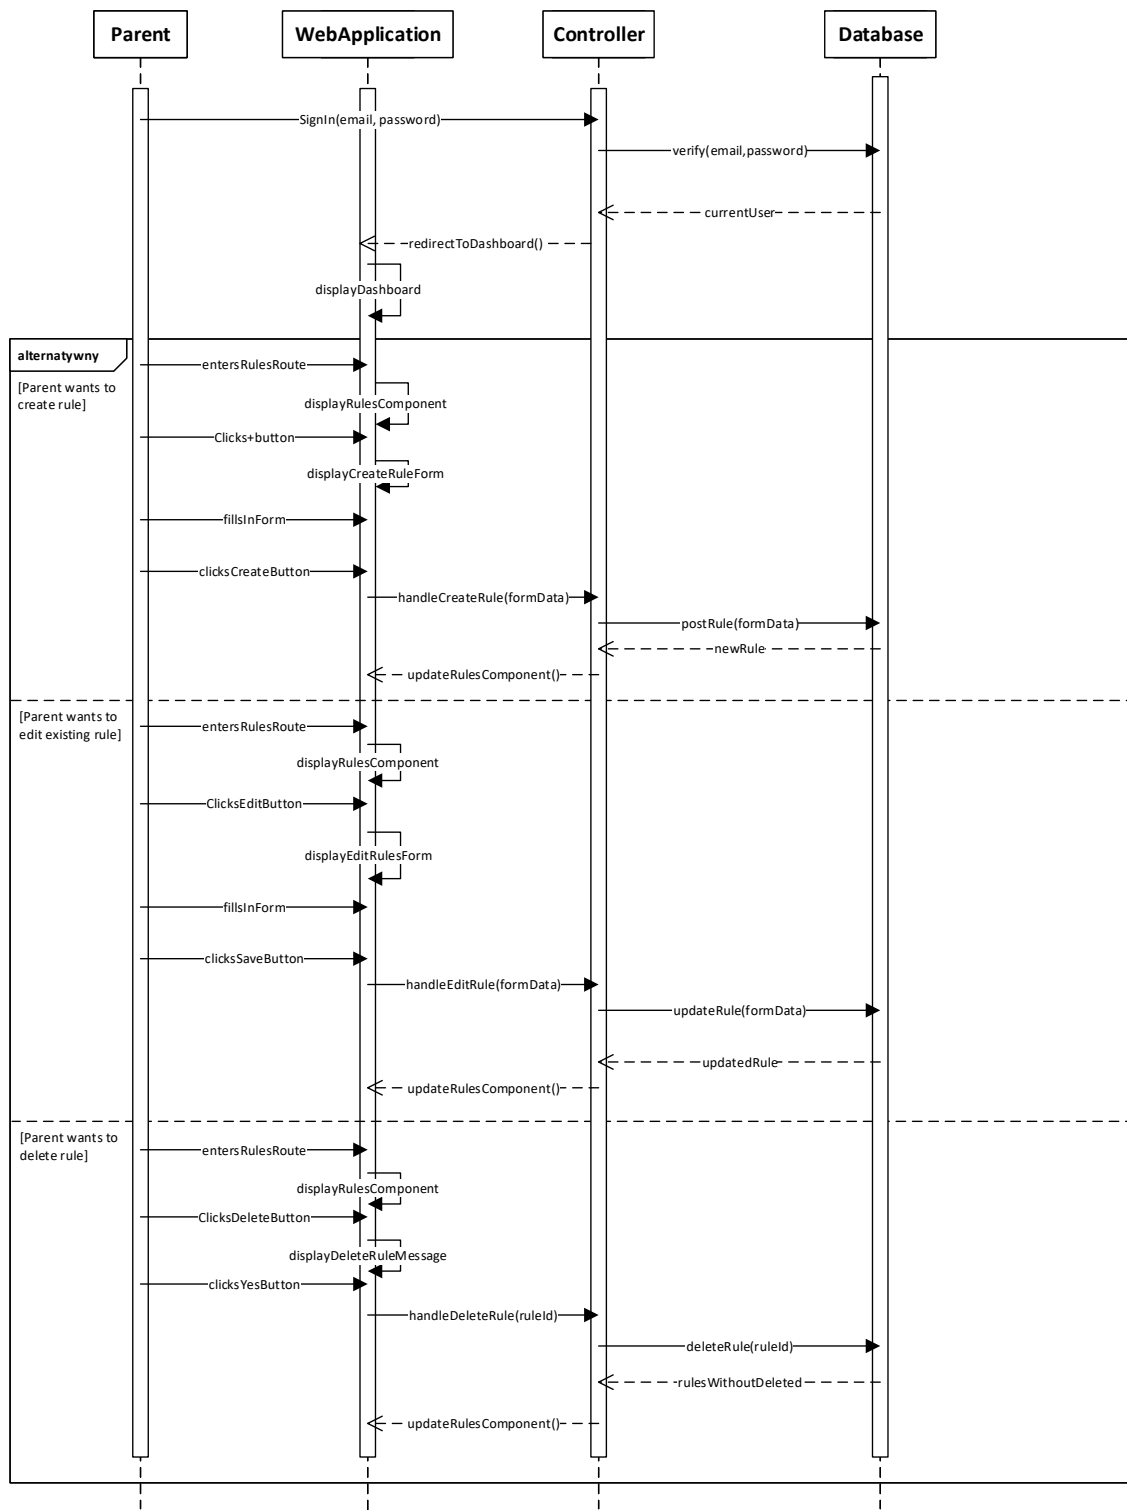 Parent
WebApplication
Controller
Database
SignIn(email, password)
verify(email,password)
currentUser
redirectToDashboard()
displayDashboard
alternatywny
[Parent wants to
create rule]
entersRulesRoute
displayRulesComponent
Clicks+button
displayCreateRuleForm
fillsInForm
clicksCreateButton
handleCreateRule(formData)
postRule(formData)
newRule
updateRulesComponent()
[Parent wants to
edit existing rule]
entersRulesRoute
displayRulesComponent
ClicksEditButton
displayEditRulesForm
fillsInForm
clicksSaveButton
handleEditRule(formData)
updateRule(formData)
updatedRule
updateRulesComponent()
[Parent wants to
delete rule]
entersRulesRoute
displayRulesComponent
ClicksDeleteButton
displayDeleteRuleMessage
clicksYesButton
handleDeleteRule(ruleId)
deleteRule(ruleId)
rulesWithoutDeleted
updateRulesComponent()